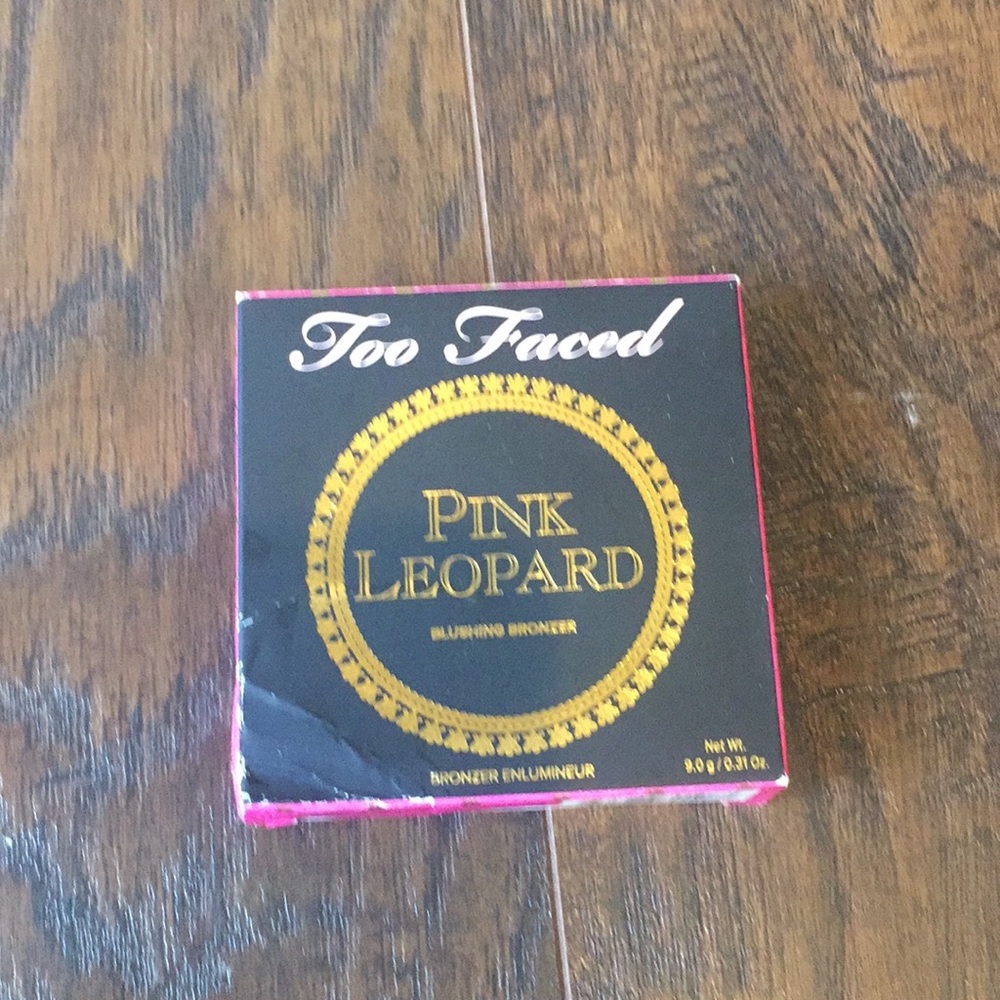 Too Faced
PINK
LEOPARD
BLUSHING BRONZER
BRONZER ENLUMINEUR
Net Wt.
9.0 g / 0.31 Oz.